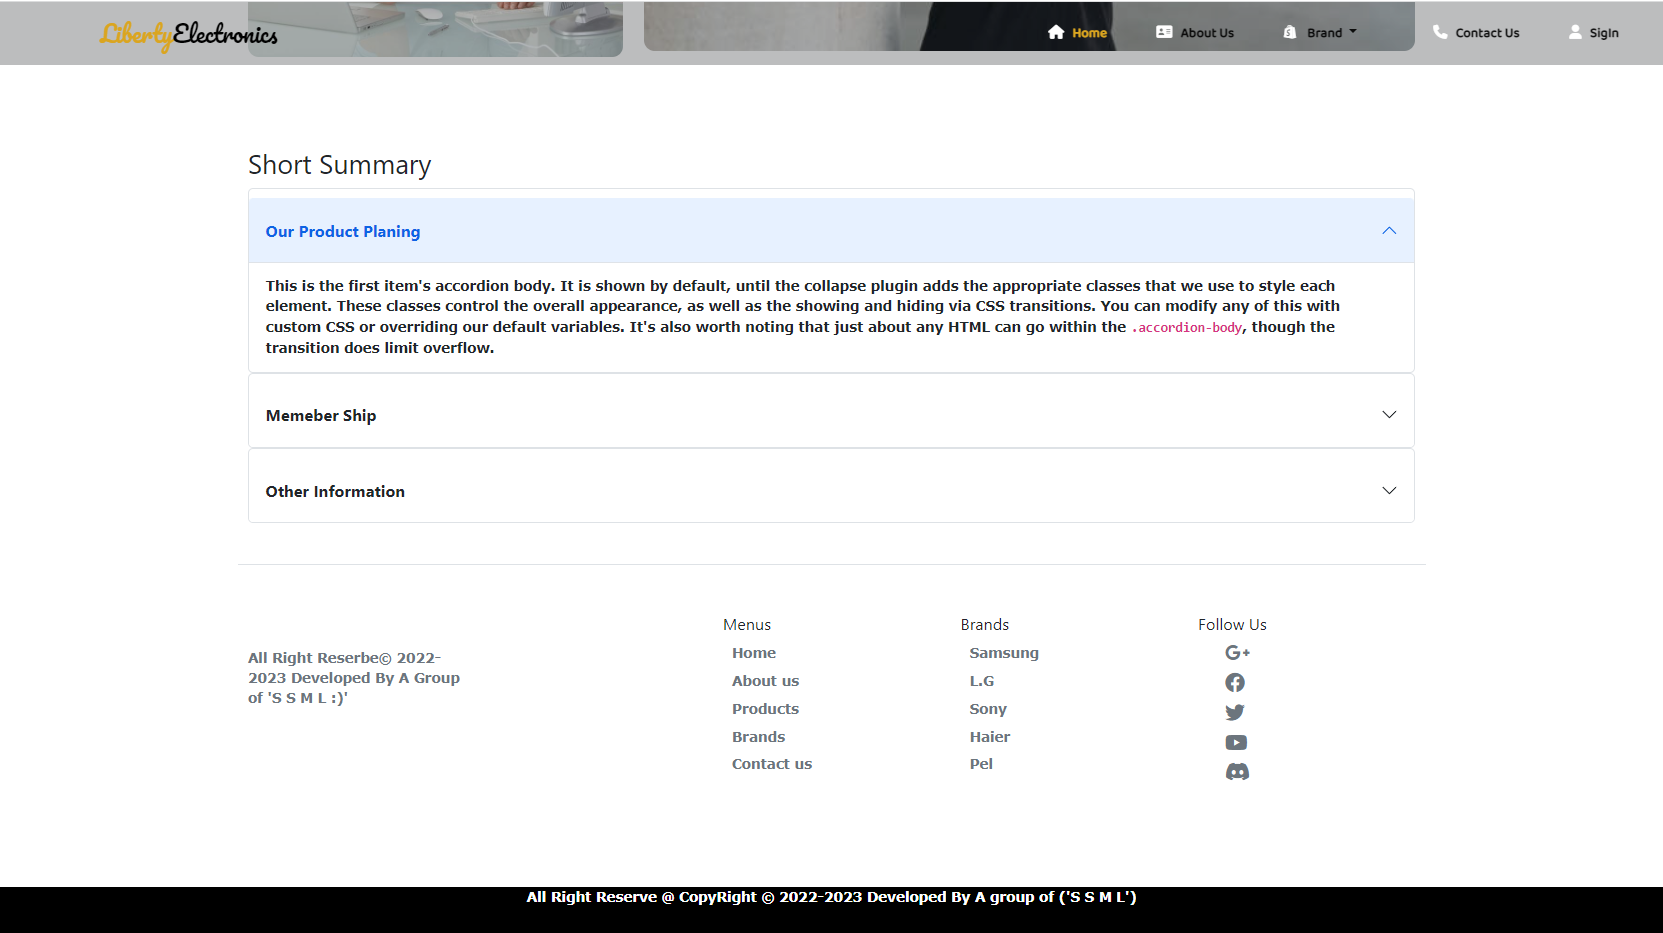 LibertyElectronics
Home
About Us
Brand
Contact Us
SigIn
Short Summary
Our Product Planing
This is the first item's accordion body. It is shown by default, until the collapse plugin adds the appropriate classes that we use to style each
element. These classes control the overall appearance, as well as the showing and hiding via CSS transitions. You can modify any of this with
custom CSS or overriding our default variables. It's also worth noting that just about any HTML can go within the .accordion-body, though the
transition does limit overflow.
Memeber Ship
Other Information
All Right Reserbe© 2022-
2023 Developed By A Group
of 'S S M L :)'
Menus
Home
About us
Products
Brands
Contact us
Brands
Samsung
L.G
Sony
Haier
Pel
Follow Us
All Right Reserve @ CopyRight © 2022-2023 Developed By A group of ('S S M L')